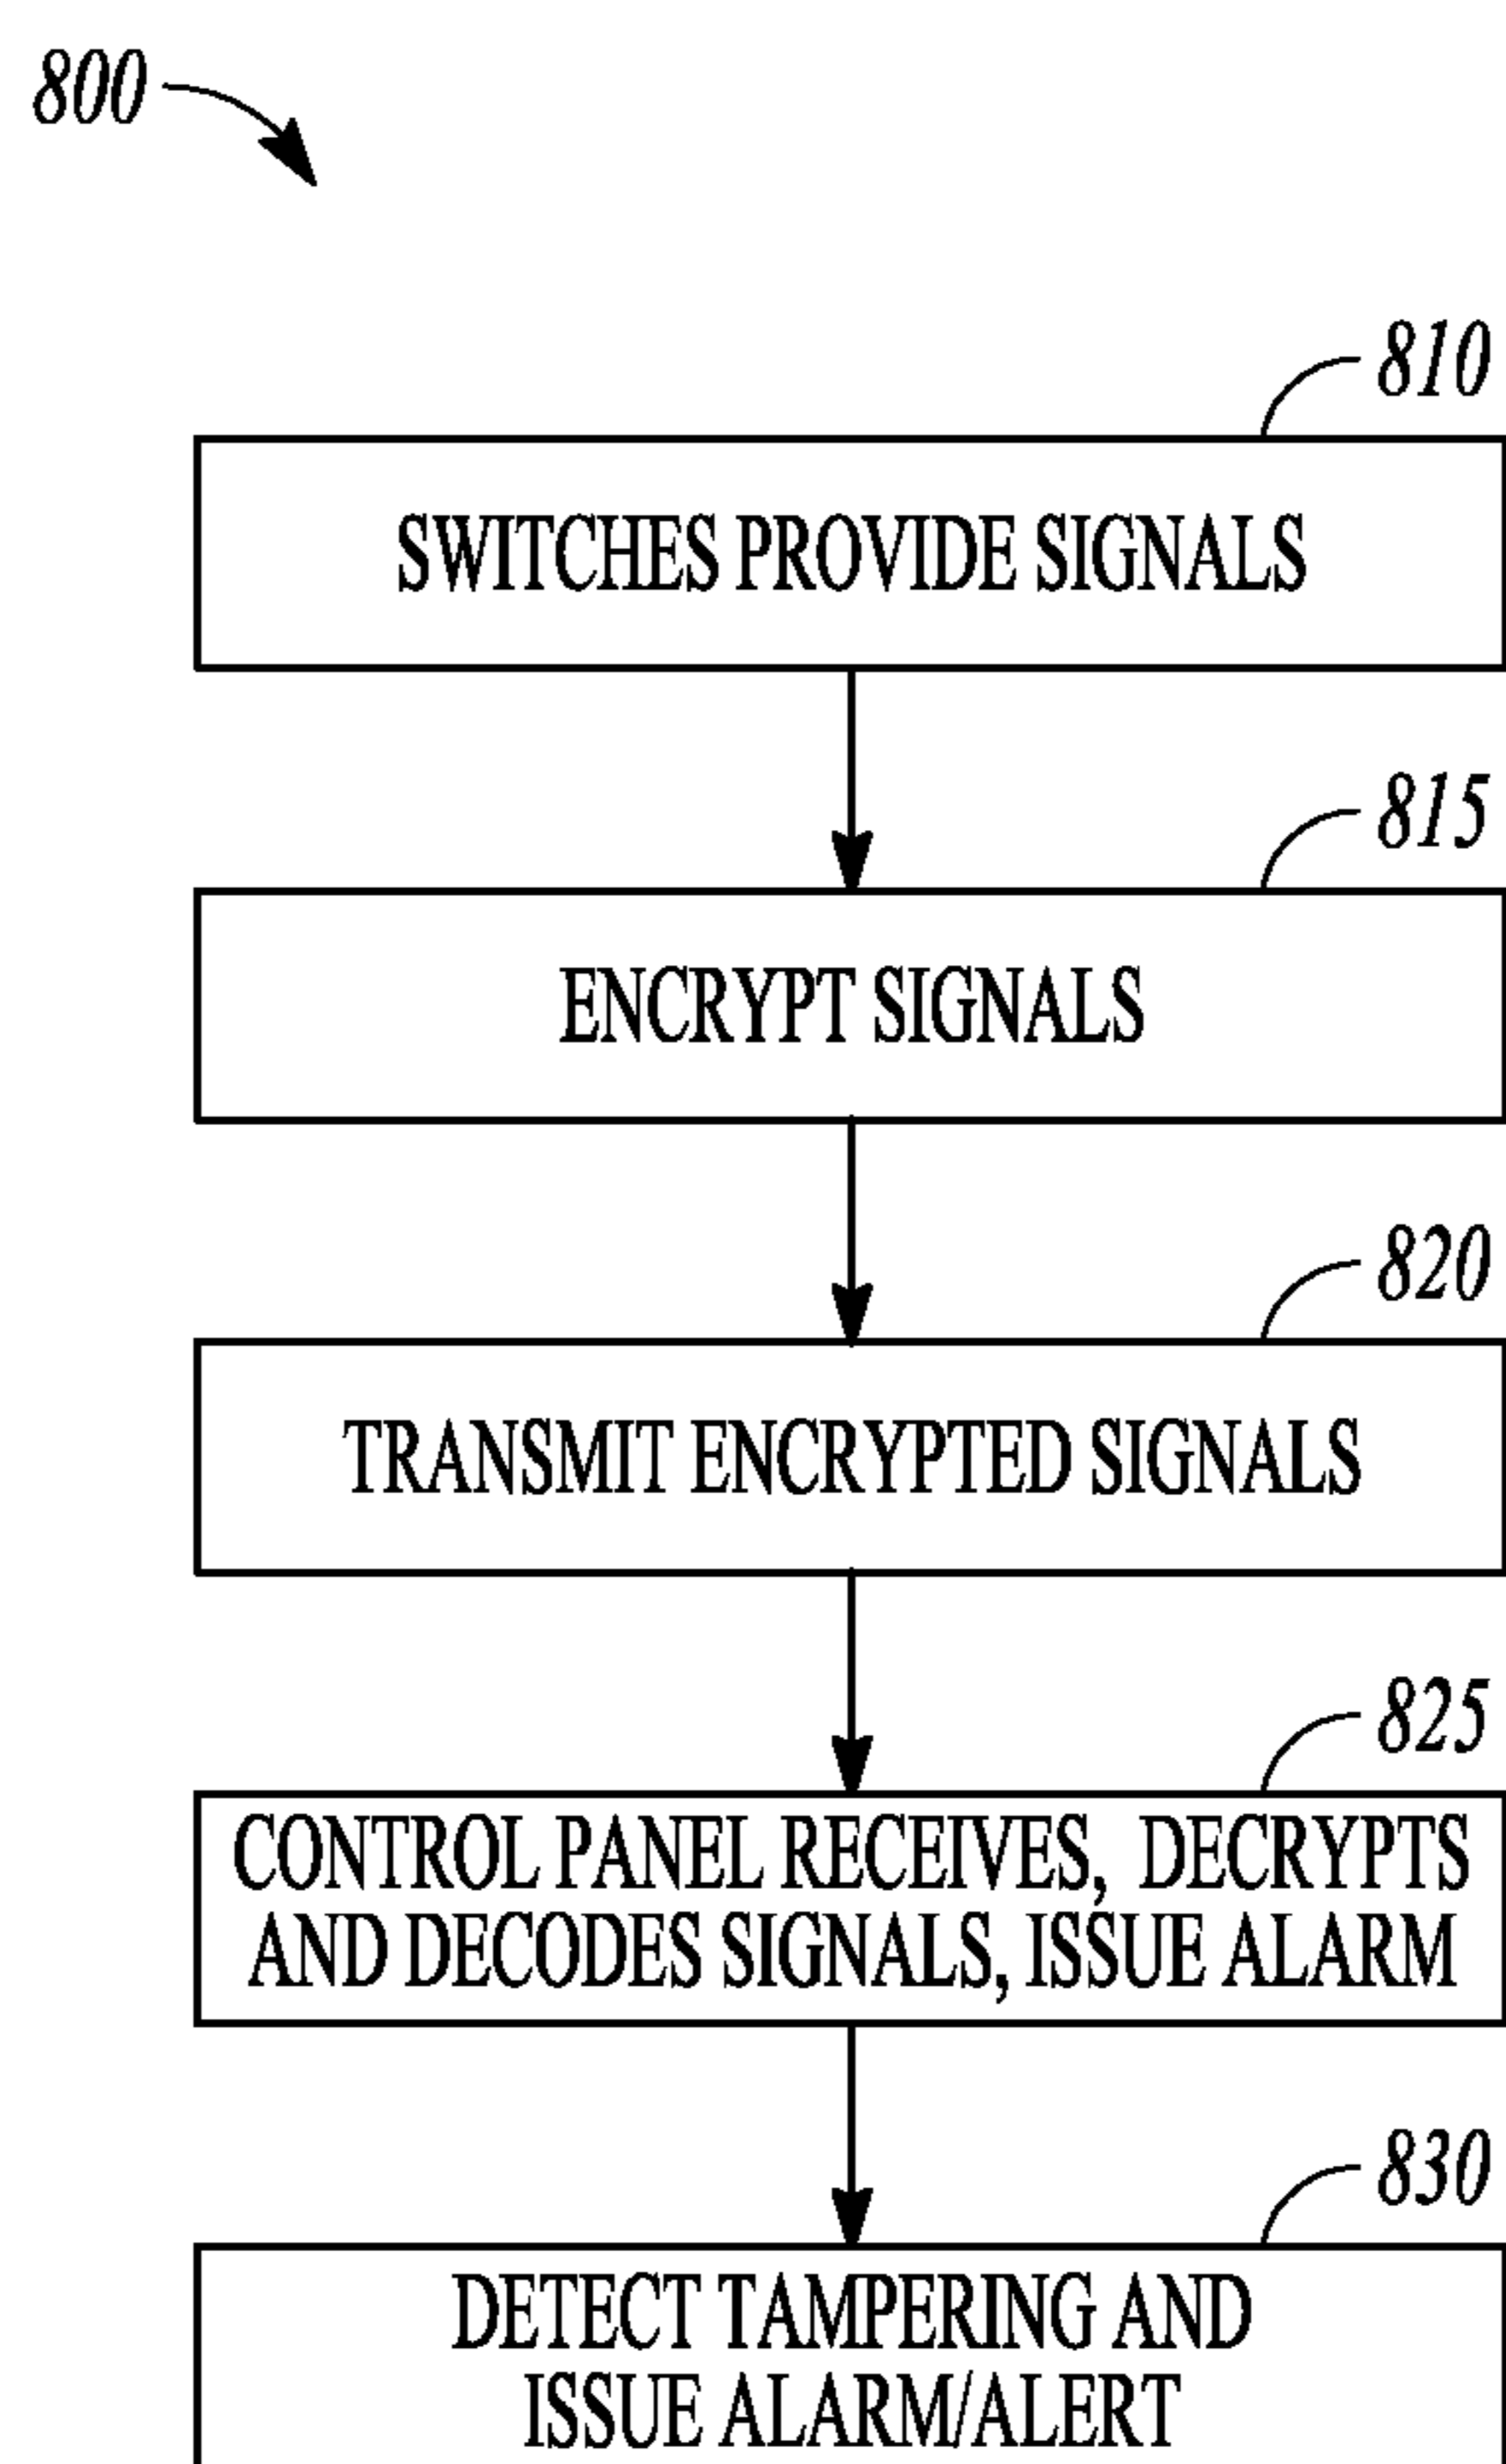 800
810
SWITCHES PROVIDE SIGNALS
815
ENCRYPT SIGNALS
820
TRANSMIT ENCRYPTED SIGNALS
825
CONTROL PANEL RECEIVES, DECRYPTS
AND DECODES SIGNALS, ISSUE ALARM
830
DETECT TAMPERING AND
ISSUE ALARM/ALERT